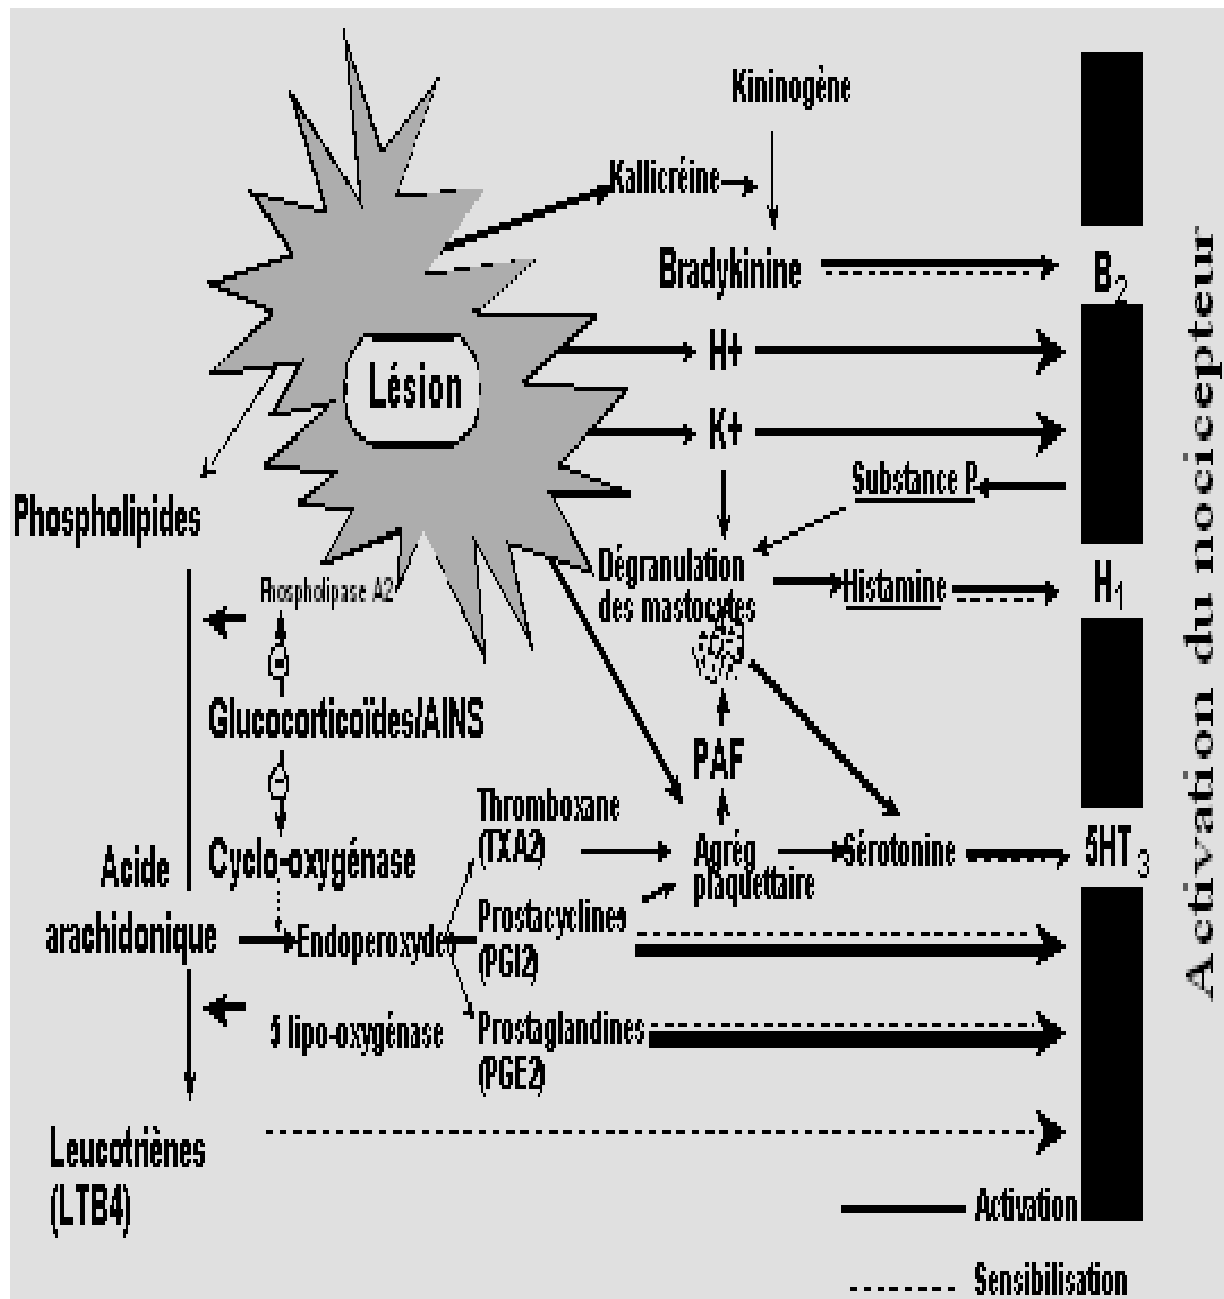 Kininogène
Kallicréine
Bradykinine
B2
H+
Lésion
K+
Substance P
Phospholipides
Dégranulation
des mastocytes
Histamine
H1
Phospholipase A2
Glucocorticoïdes/AINS
PAF
Thromboxane
(TXA2)
Agrég
plaquettaire
Sérotonine
5HT3
Acide
arachidonique
Cyclo-oxygénase
Endoperoxydes
Prostacyclines
(PGI2)
5 lipo-oxygénase
Prostaglandines
(PGE2)
Leucotriènes
(LTB4)
Activation
Sensibilisation
Activation du nocicepteur